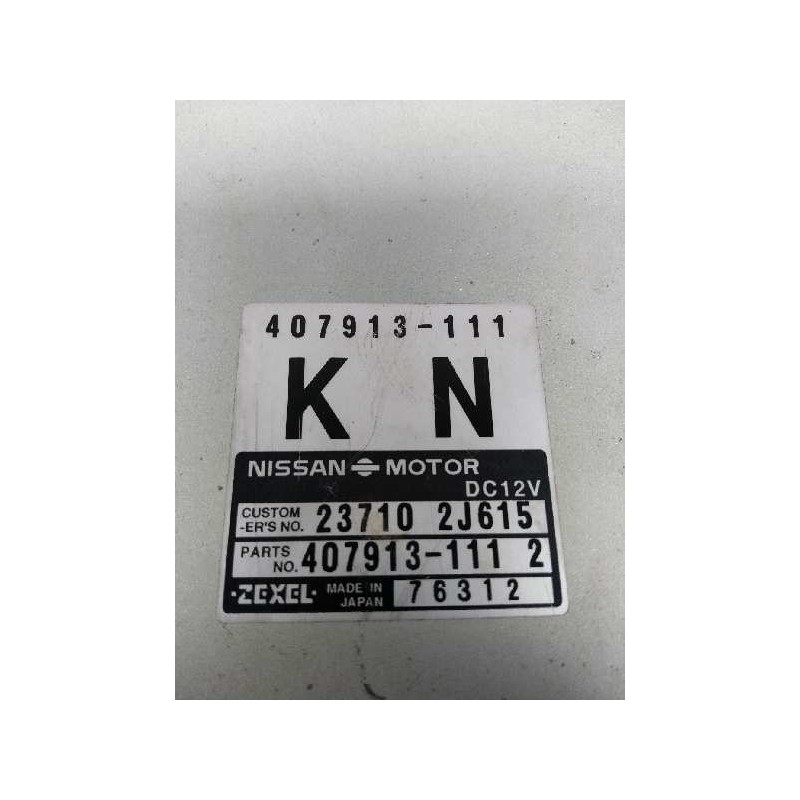 407913-111
K N
NISSAN MOTOR
DC12V
CUSTOM
-ER'S NO. 23710 2J615
PARTS
NO. 407913-111 2
·ZEXEL· MADE IN
JAPAN 76312